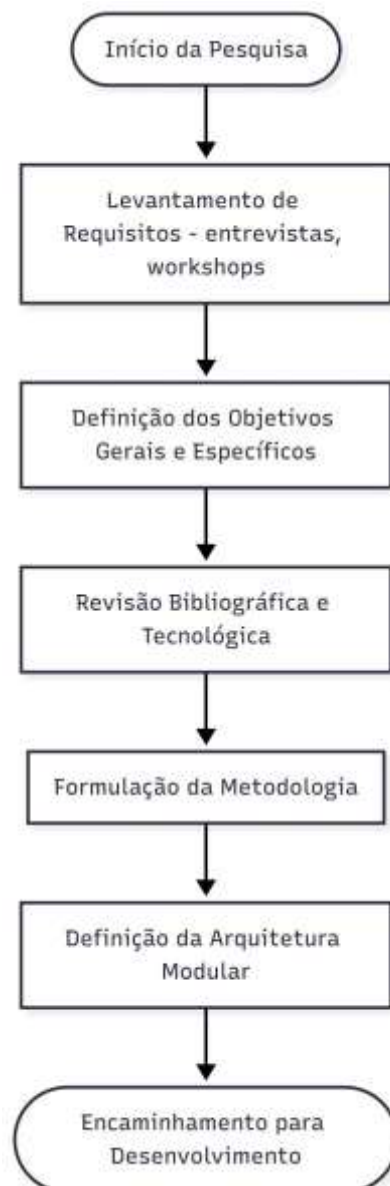 Início da Pesquisa
Levantamento de
Requisitos - entrevistas,
workshops
Definição dos Objetivos
Gerais e Específicos
Revisão Bibliográfica e
Tecnológica
Formulação da Metodologia
Definição da Arquitetura
Modular
Encaminhamento para
Desenvolvimento